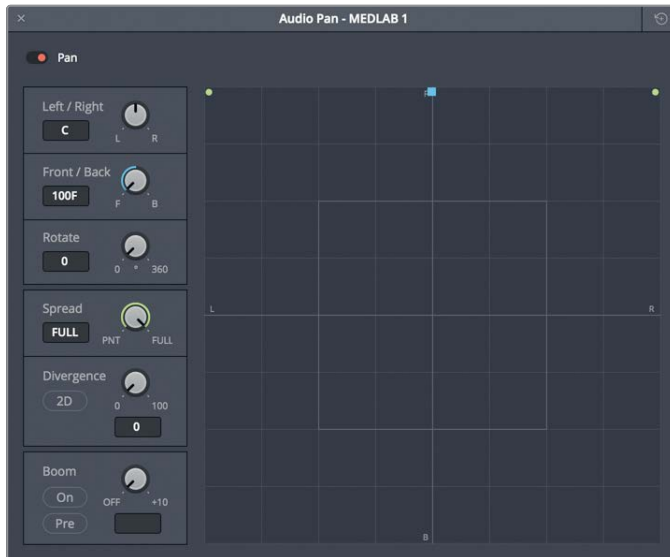 Audio Pan - MEDLAB 1
Pan
Left / Right
C
L R
Front / Back
100F
F B
Rotate
0
0 ° 360
Spread
FULL
PNT FULL
Divergence
2D
0 100
0
Boom
On
OFF +10
Pre
F
L
R
B